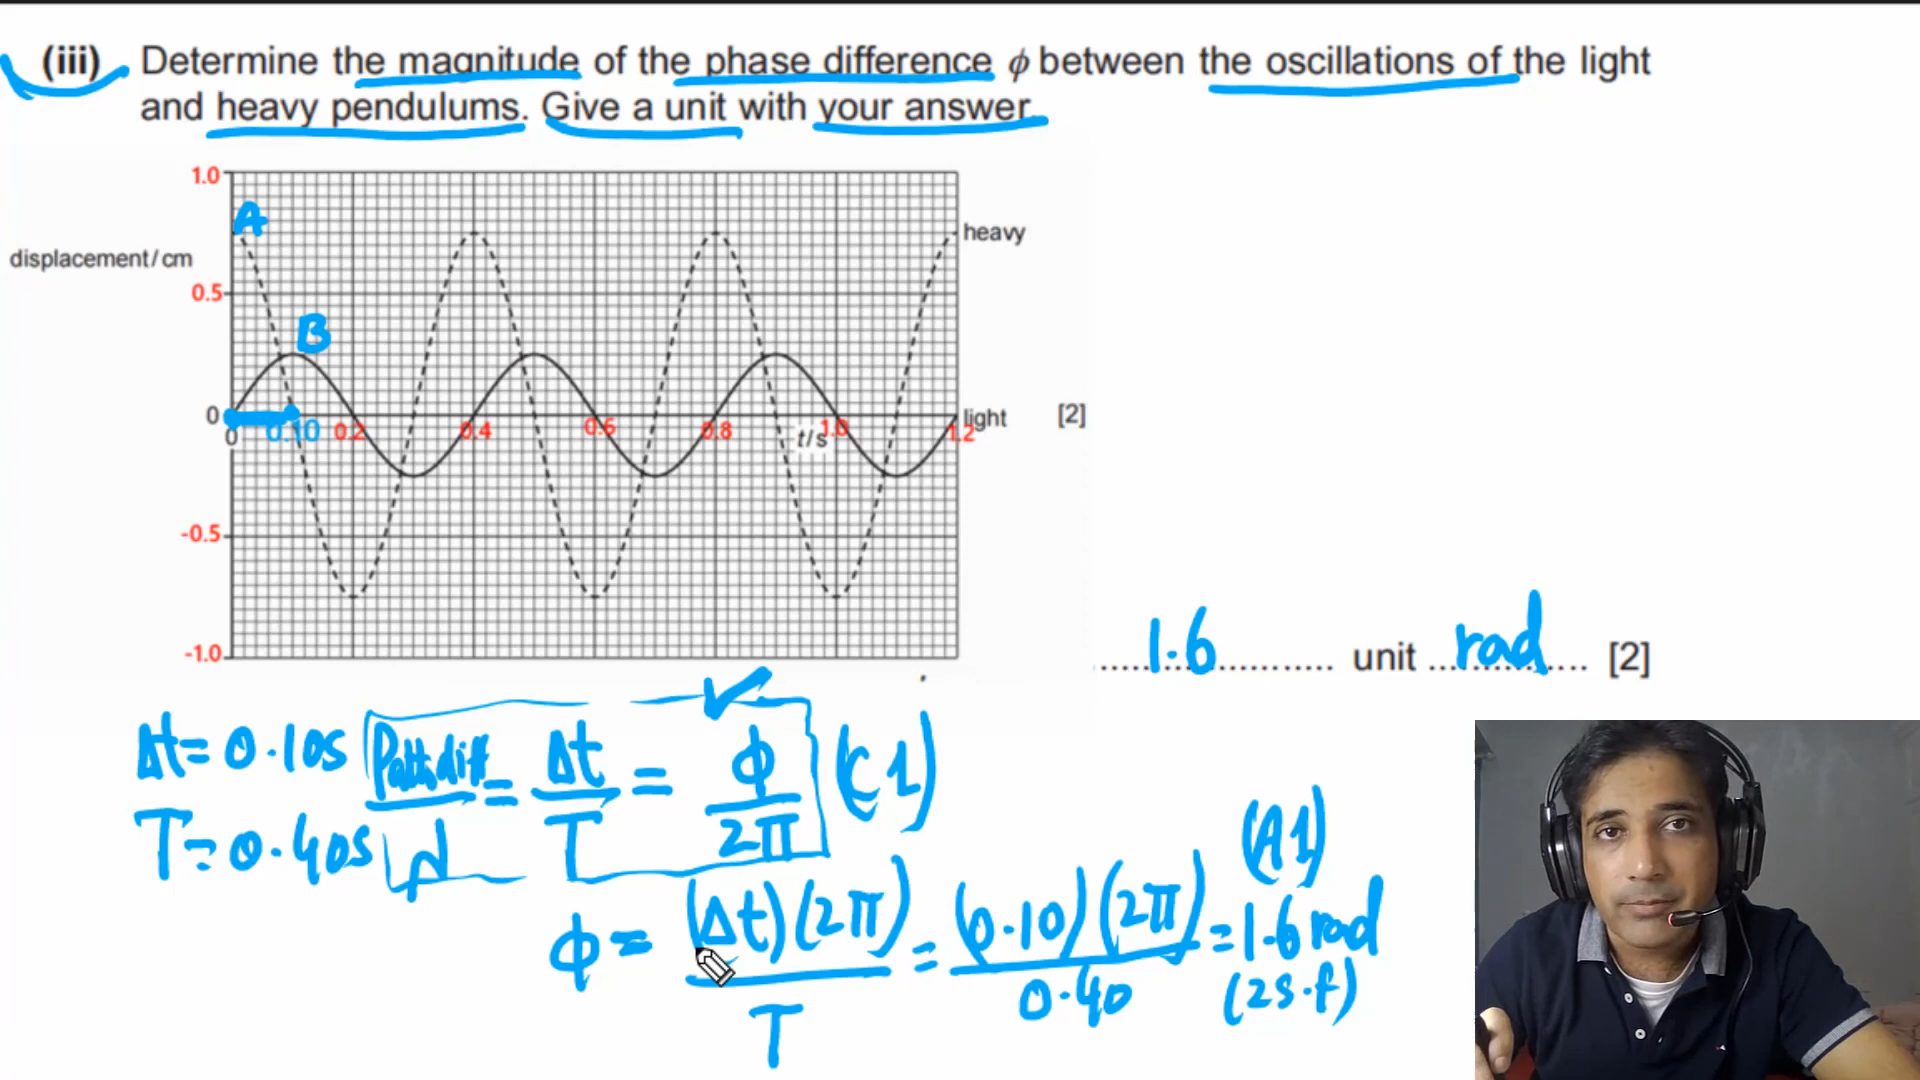 (iii) Determine the magnitude of the phase difference ϕ between the oscillations of the light
and heavy pendulums. Give a unit with your answer.
1.0
A
heavy
displacement/cm
0.5
B
0
light
[2]
0
0.10
0.2
0.4
0.6
0.8
t/s
1.0
1.2
-0.5
-1.0
1.6 unit rad [2]
Δt = 0.10s
T = 0.40s
Path diff / λ = Δt / T = ϕ / 2π (C1)
ϕ = (Δt)(2π) / T = (0.10)(2π) / 0.40 = 1.6 rad
(A1)
(2s.f)